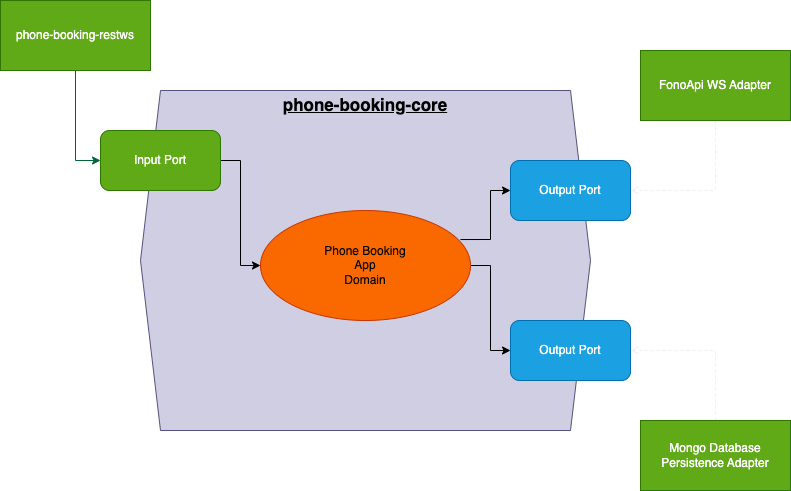 phone-booking-restws
phone-booking-core
FonoApi WS Adapter
Input Port
Output Port
Phone Booking
App
Domain
Output Port
Mongo Database
Persistence Adapter